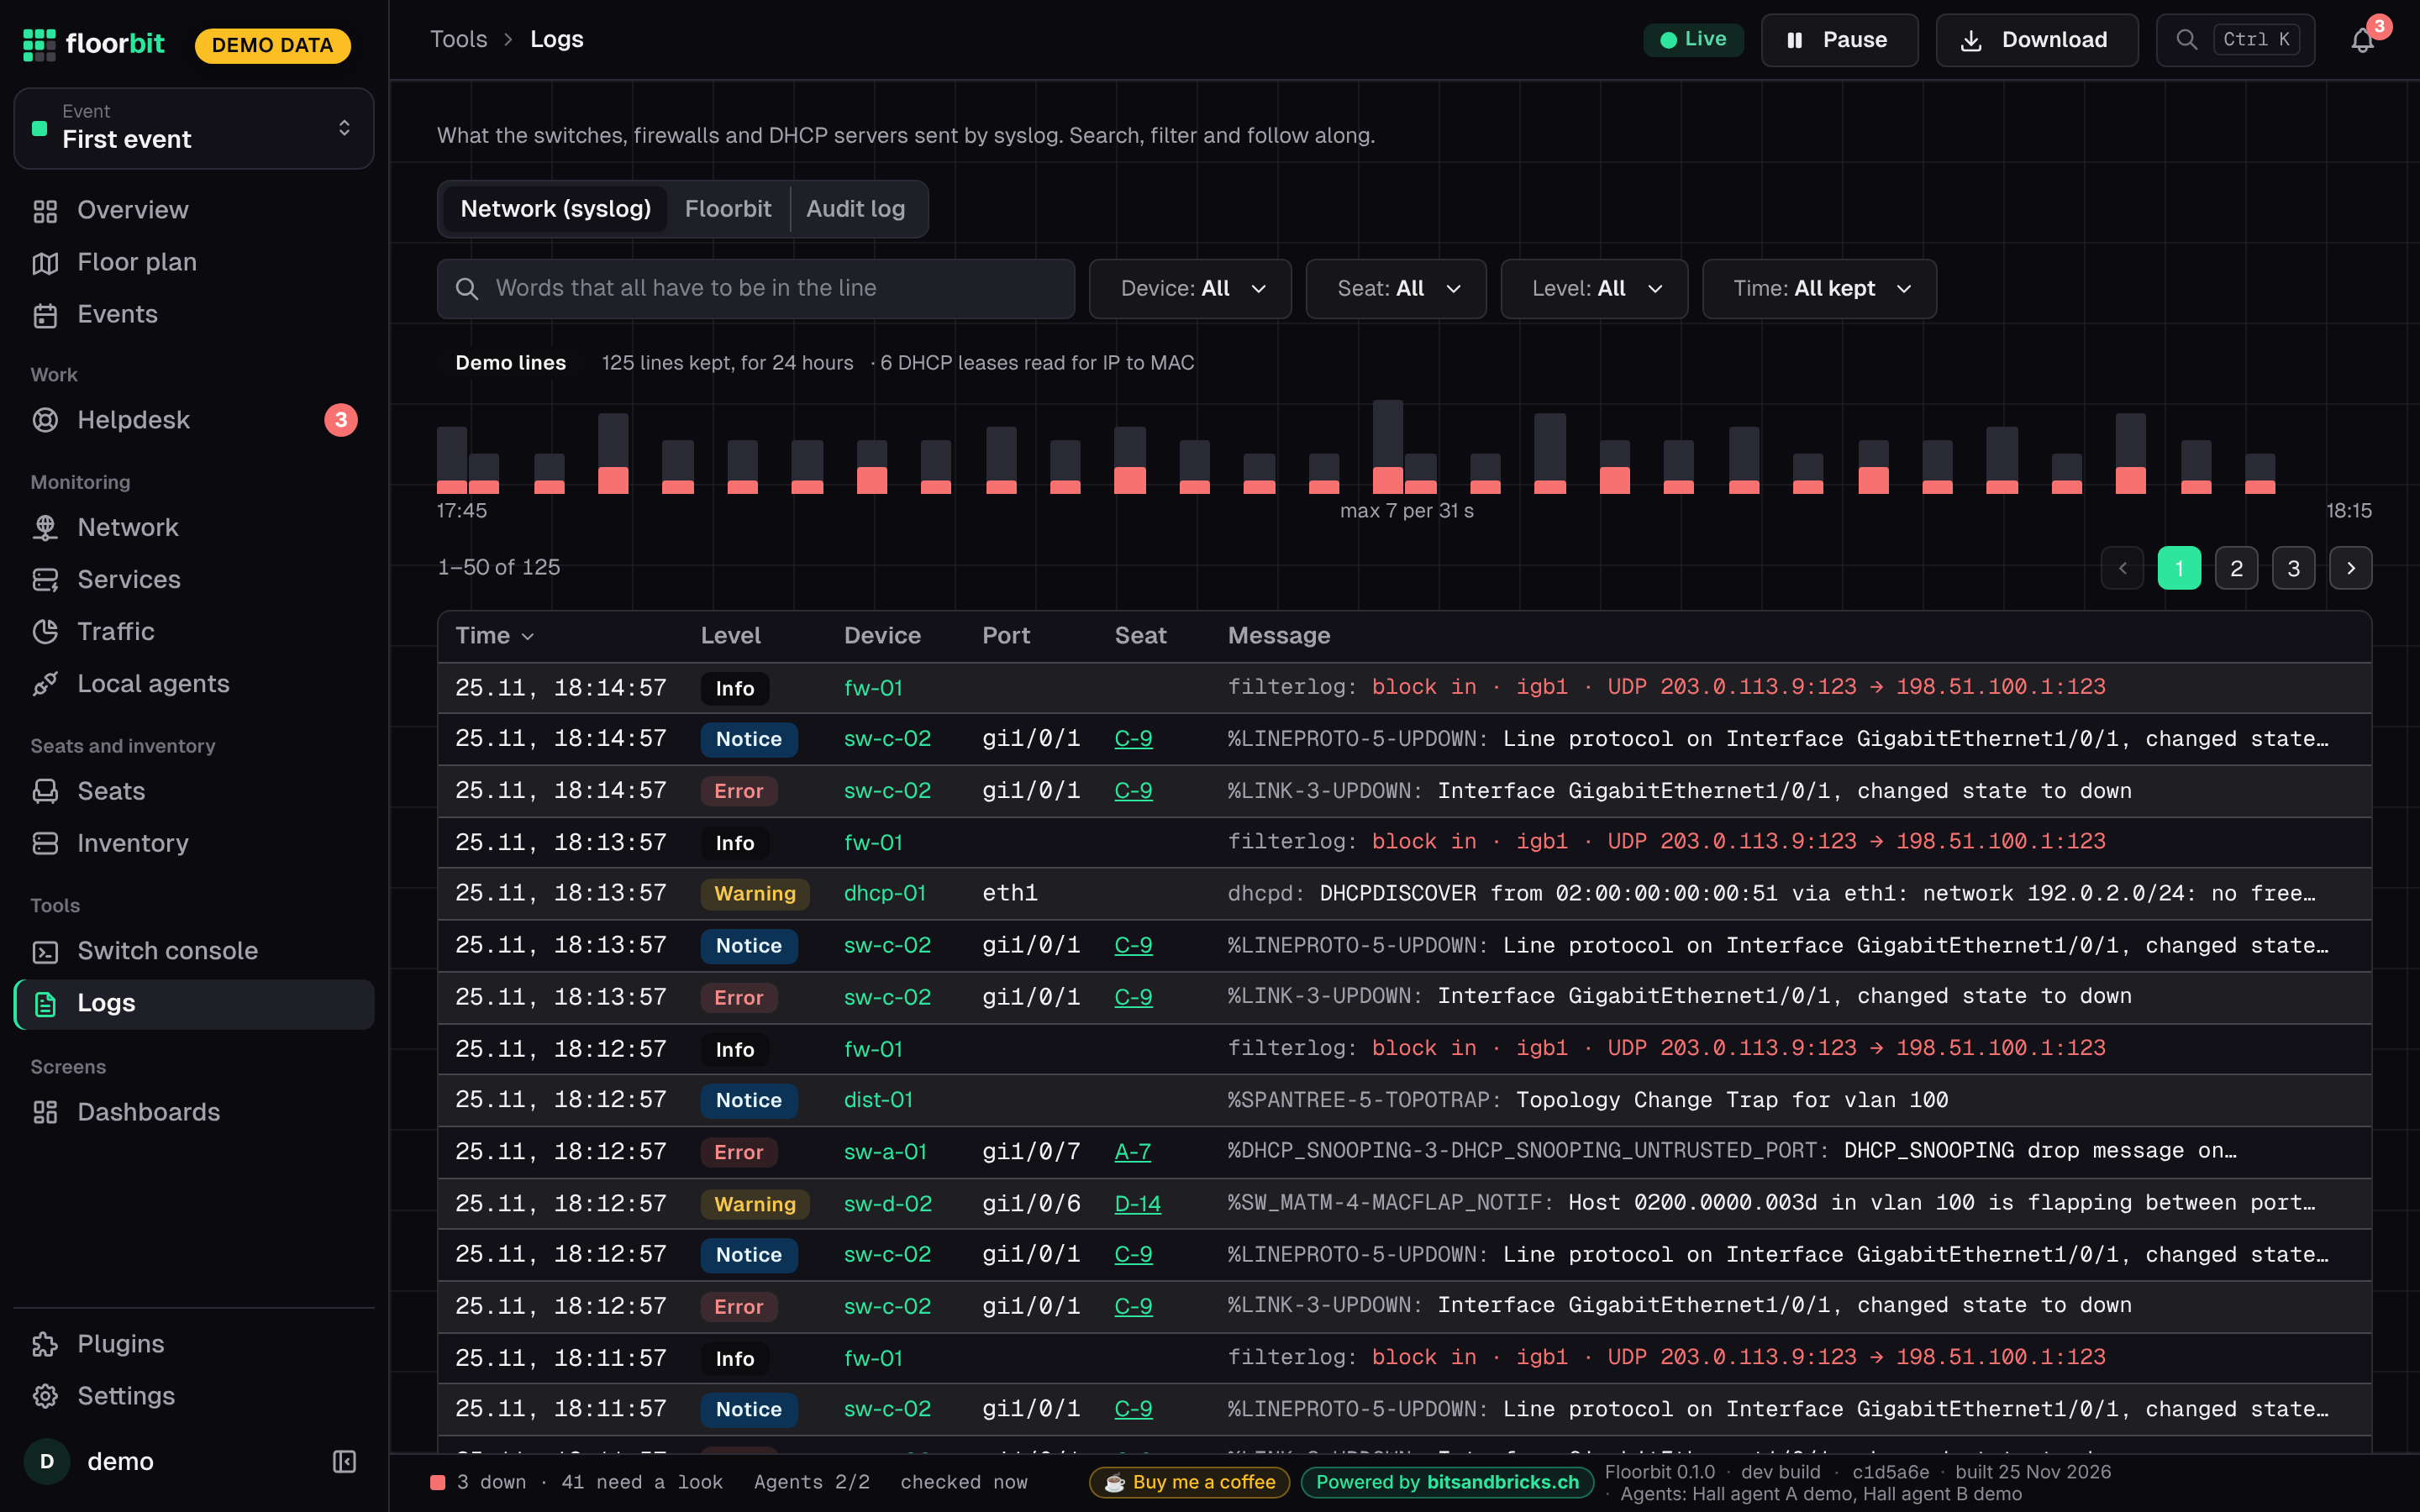 floorbit DEMO DATA
Event
First event
Overview
Floor plan
Events
Work
Helpdesk 3
Monitoring
Network
Services
Traffic
Local agents
Seats and inventory
Seats
Inventory
Tools
Switch console
Logs
Screens
Dashboards
Plugins
Settings
D demo
Tools > Logs
Live Pause Download Ctrl K 3
What the switches, firewalls and DHCP servers sent by syslog. Search, filter and follow along.
Network (syslog) Floorbit Audit log
Words that all have to be in the line Device: All Seat: All Level: All Time: All kept
Demo lines 125 lines kept, for 24 hours · 6 DHCP leases read for IP to MAC
17:45 max 7 per 31 s 18:15
1–50 of 125 1 2 3
Time Level Device Port Seat Message
25.11, 18:14:57 Info fw-01 filterlog: block in · igb1 · UDP 203.0.113.9:123 → 198.51.100.1:123
25.11, 18:14:57 Notice sw-c-02 gi1/0/1 C-9 %LINEPROTO-5-UPDOWN: Line protocol on Interface GigabitEthernet1/0/1, changed state…
25.11, 18:14:57 Error sw-c-02 gi1/0/1 C-9 %LINK-3-UPDOWN: Interface GigabitEthernet1/0/1, changed state to down
25.11, 18:13:57 Info fw-01 filterlog: block in · igb1 · UDP 203.0.113.9:123 → 198.51.100.1:123
25.11, 18:13:57 Warning dhcp-01 eth1 dhcpd: DHCPDISCOVER from 02:00:00:00:00:51 via eth1: network 192.0.2.0/24: no free…
25.11, 18:13:57 Notice sw-c-02 gi1/0/1 C-9 %LINEPROTO-5-UPDOWN: Line protocol on Interface GigabitEthernet1/0/1, changed state…
25.11, 18:13:57 Error sw-c-02 gi1/0/1 C-9 %LINK-3-UPDOWN: Interface GigabitEthernet1/0/1, changed state to down
25.11, 18:12:57 Info fw-01 filterlog: block in · igb1 · UDP 203.0.113.9:123 → 198.51.100.1:123
25.11, 18:12:57 Notice dist-01 %SPANTREE-5-TOPOTRAP: Topology Change Trap for vlan 100
25.11, 18:12:57 Error sw-a-01 gi1/0/7 A-7 %DHCP_SNOOPING-3-DHCP_SNOOPING_UNTRUSTED_PORT: DHCP_SNOOPING drop message on…
25.11, 18:12:57 Warning sw-d-02 gi1/0/6 D-14 %SW_MATM-4-MACFLAP_NOTIF: Host 0200.0000.003d in vlan 100 is flapping between port…
25.11, 18:12:57 Notice sw-c-02 gi1/0/1 C-9 %LINEPROTO-5-UPDOWN: Line protocol on Interface GigabitEthernet1/0/1, changed state…
25.11, 18:12:57 Error sw-c-02 gi1/0/1 C-9 %LINK-3-UPDOWN: Interface GigabitEthernet1/0/1, changed state to down
25.11, 18:11:57 Info fw-01 filterlog: block in · igb1 · UDP 203.0.113.9:123 → 198.51.100.1:123
25.11, 18:11:57 Notice sw-c-02 gi1/0/1 C-9 %LINEPROTO-5-UPDOWN: Line protocol on Interface GigabitEthernet1/0/1, changed state…
3 down · 41 need a look Agents 2/2 checked now ☕ Buy me a coffee Powered by bitsandbricks.ch
Floorbit 0.1.0 · dev build · c1d5a6e · built 25 Nov 2026
· Agents: Hall agent A demo, Hall agent B demo